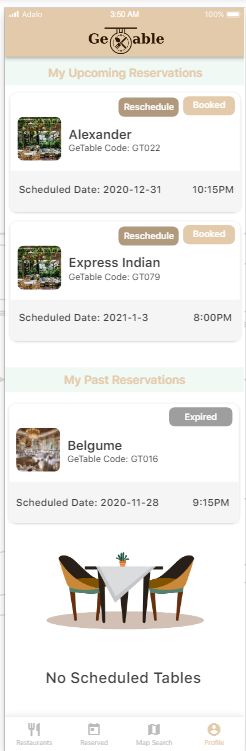 Adalo 3:50 AM 100%
GeTable
My Upcoming Reservations
Reschedule Booked
Alexander
GeTable Code: GT022
Scheduled Date: 2020-12-31 10:15PM
Reschedule Booked
Express Indian
GeTable Code: GT079
Scheduled Date: 2021-1-3 8:00PM
My Past Reservations
Expired
Belgume
GeTable Code: GT016
Scheduled Date: 2020-11-28 9:15PM
No Scheduled Tables
Restaurants Reserved Map Search Profile